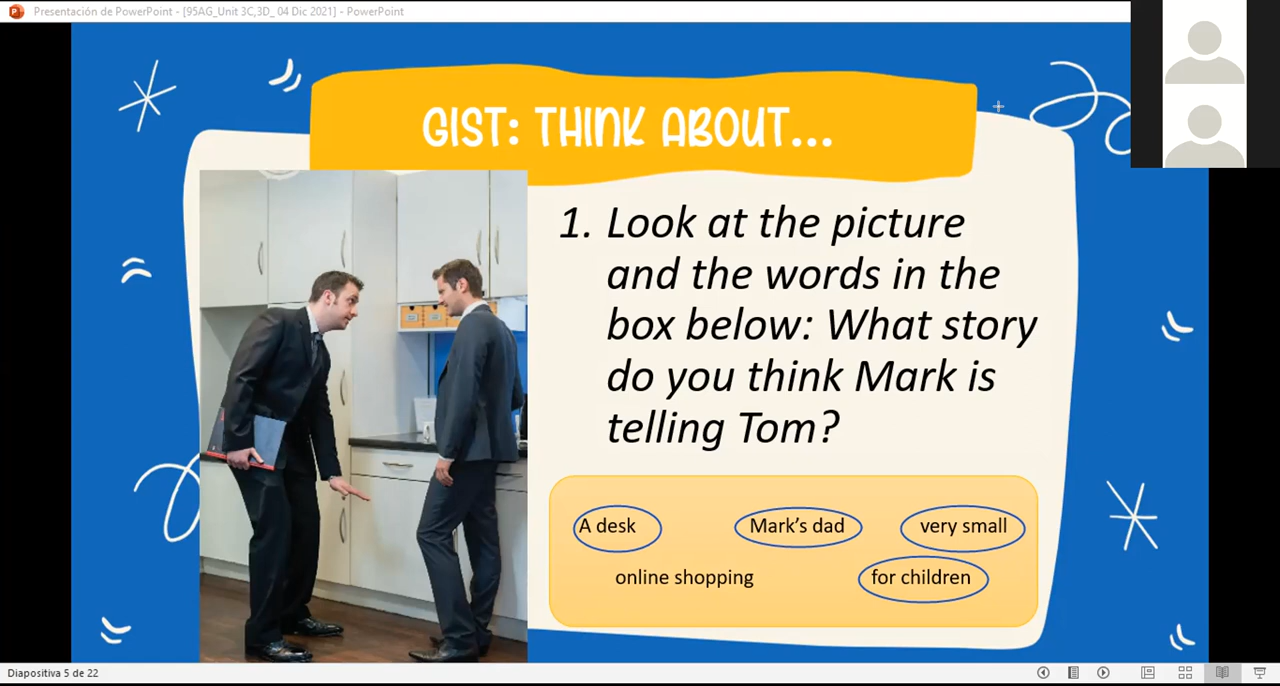 Presentación de PowerPoint - [95AG_Unit 3C,3D_ 04 Dic 2021] - PowerPoint
GIST: THINK ABOUT...
1. Look at the picture
and the words in the
box below: What story
do you think Mark is
telling Tom?
A desk Mark's dad very small
online shopping for children
Diapositiva 5 de 22